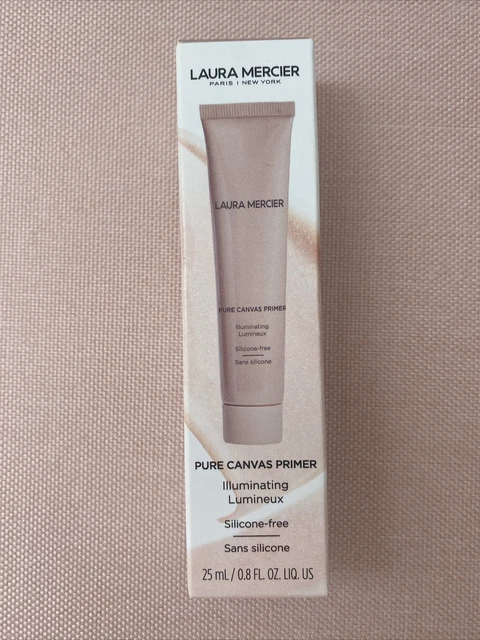 LAURA MERCIER
PARIS | NEW YORK
LAURA MERCIER
PURE CANVAS PRIMER
Illuminating
Lumineux
Silicone-free
Sans silicone
PURE CANVAS PRIMER
Illuminating
Lumineux
Silicone-free
Sans silicone
25 mL / 0.8 FL. OZ. LIQ. US